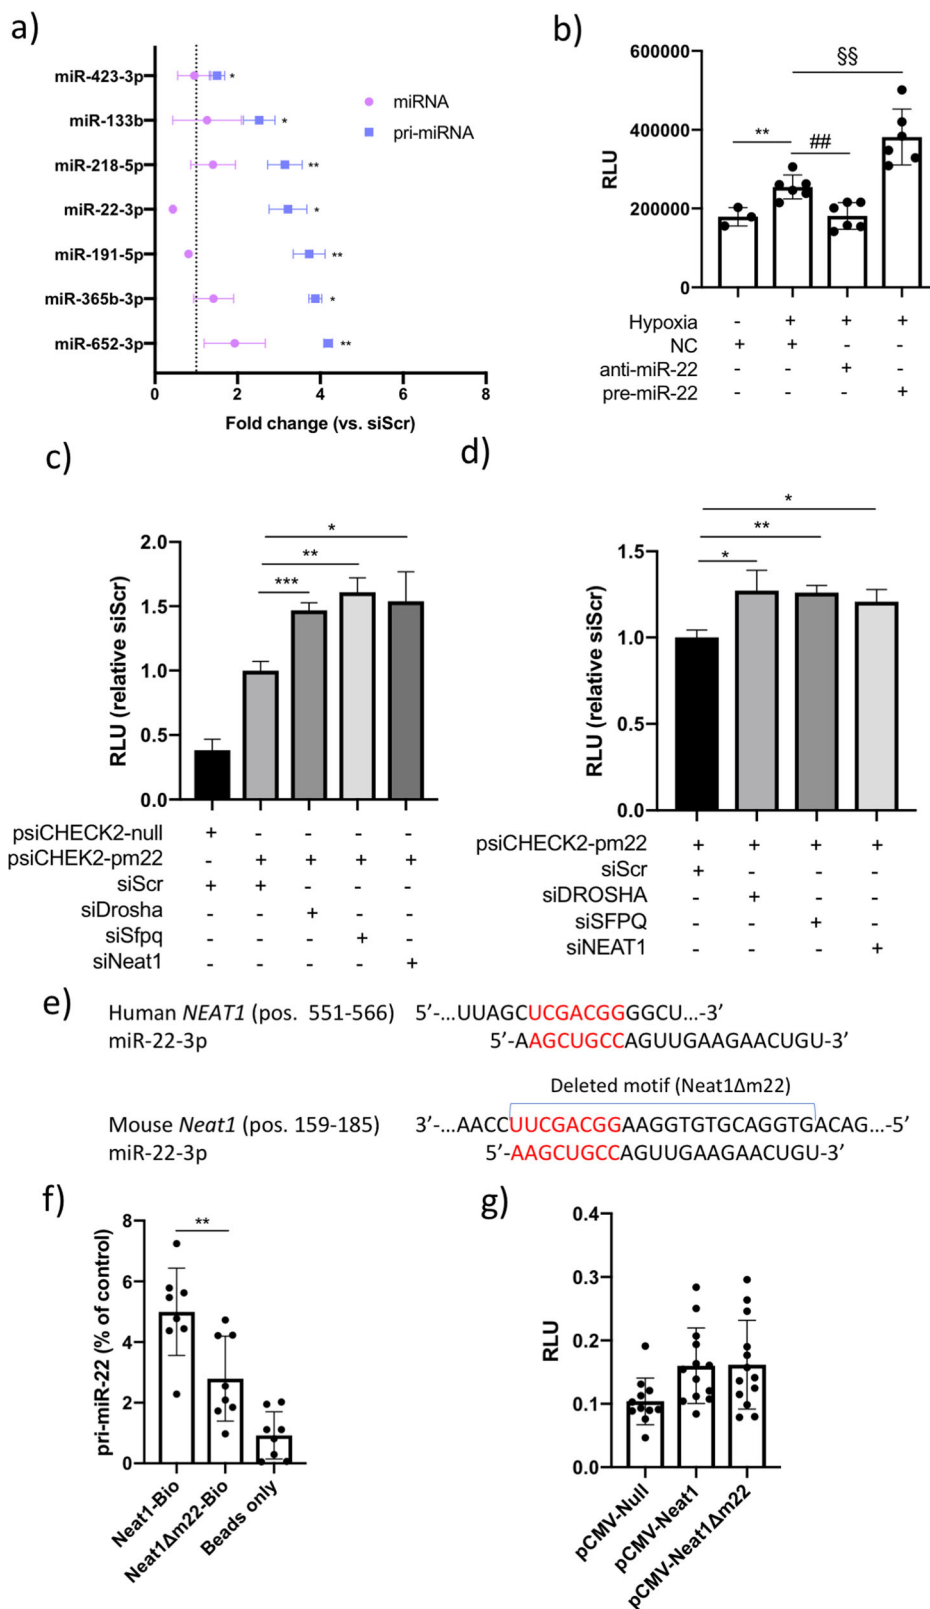 a)
miR-423-3p
*
miR-133b
*
miR-218-5p
**
miR-22-3p
*
miR-191-5p
**
miR-365b-3p
*
miR-652-3p
**
miRNA
pri-miRNA
0 2 4 6 8
Fold change (vs. siScr)
b)
600000
400000
200000
0
RLU
§§
**
##
Hypoxia - + + +
NC + + - -
anti-miR-22 - - + -
pre-miR-22 - - - +
c)
2.0
1.5
1.0
0.5
0.0
RLU (relative siScr)
*
**
***
psiCHECK2-null + - - - -
psiCHEK2-pm22 - + + + +
siScr + + - - -
siDrosha - - + - -
siSfpq - - - + -
siNeat1 - - - - +
d)
1.5
1.0
0.5
0.0
RLU (relative siScr)
*
**
*
psiCHECK2-pm22 + + + +
siScr + - - -
siDROSHA - + - -
siSFPQ - - + -
siNEAT1 - - - +
e)
Human NEAT1 (pos. 551-566) 5’-...UUAGCUCGACGGGGCU...-3’
miR-22-3p 5’-AAGCUGCCAGUUGAAGAACUGU-3’
Deleted motif (Neat1Δm22)
Mouse Neat1 (pos. 159-185) 3’-...AACCUUCGACGGAAGGTGTGCAGGTGACAG...-5’
miR-22-3p 5’-AAGCUGCCAGUUGAAGAACUGU-3’
f)
8
6
4
2
0
pri-miR-22 (% of control)
**
Neat1-Bio
Neat1Δm22-Bio
Beads only
g)
0.4
0.3
0.2
0.1
0.0
RLU
pCMV-Null
pCMV-Neat1
pCMV-Neat1Δm22